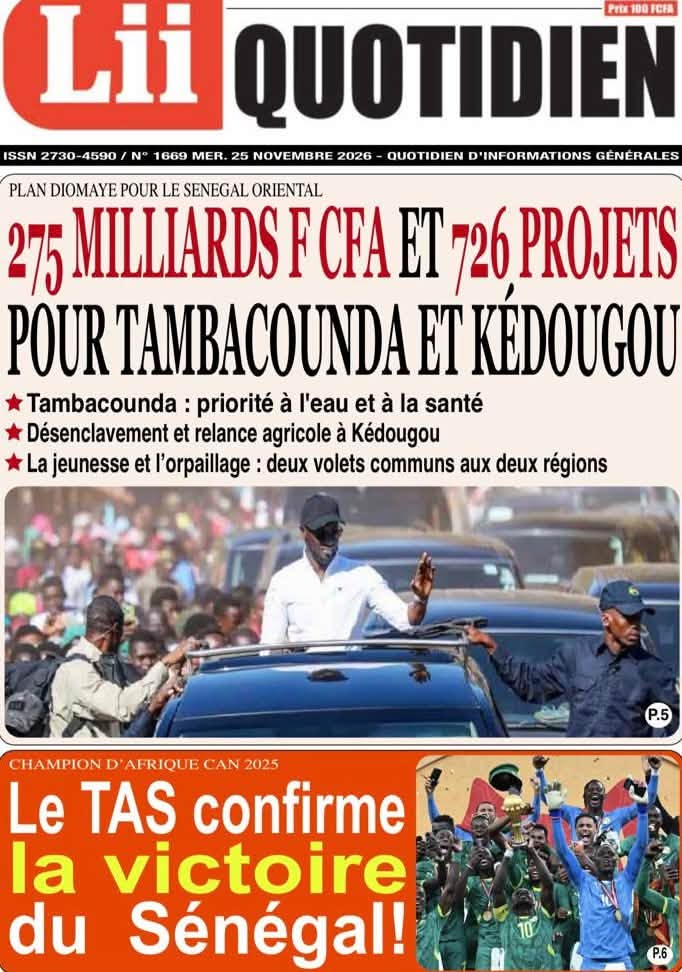 Prix 100 FCFA
Lii QUOTIDIEN
ISSN 2730-4590 / N° 1669 MER. 25 NOVEMBRE 2026 - QUOTIDIEN D'INFORMATIONS GÉNÉRALES
PLAN DIOMAYE POUR LE SENEGAL ORIENTAL
275 MILLIARDS F CFA ET 726 PROJETS
POUR TAMBACOUNDA ET KÉDOUGOU
Tambacounda : priorité à l'eau et à la santé
Désenclavement et relance agricole à Kédougou
La jeunesse et l'orpaillage : deux volets communs aux deux régions
P.5
CHAMPION D'AFRIQUE CAN 2025
Le TAS confirme
la victoire
du Sénégal!
10
P.6